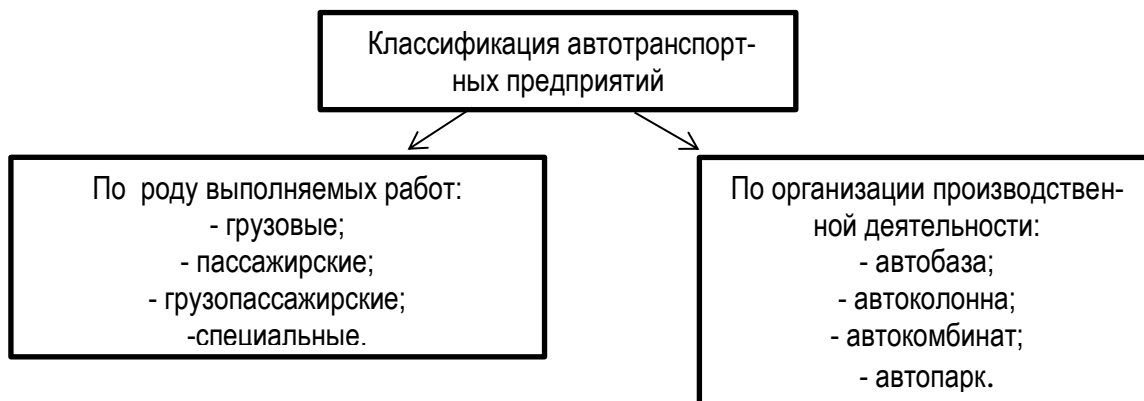 Классификация автотранспорт-
ных предприятий
По роду выполняемых работ:
- грузовые;
- пассажирские;
- грузопассажирские;
-специальные.
По организации производствен-
ной деятельности:
- автобаза;
- автоколонна;
- автокомбинат;
- автопарк.